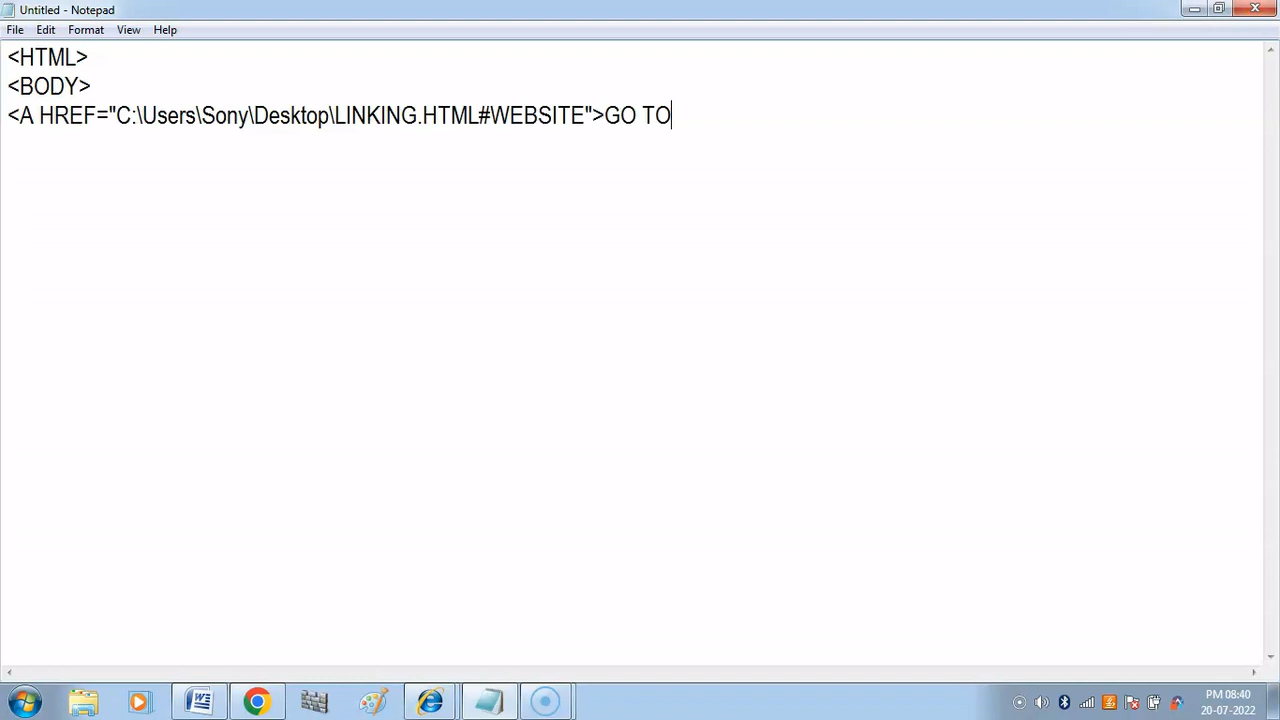 Untitled - Notepad
File Edit Format View Help
<HTML>
<BODY>
<A HREF="C:\Users\Sony\Desktop\LINKING.HTML#WEBSITE">GO TO
PM 08:40
20-07-2022